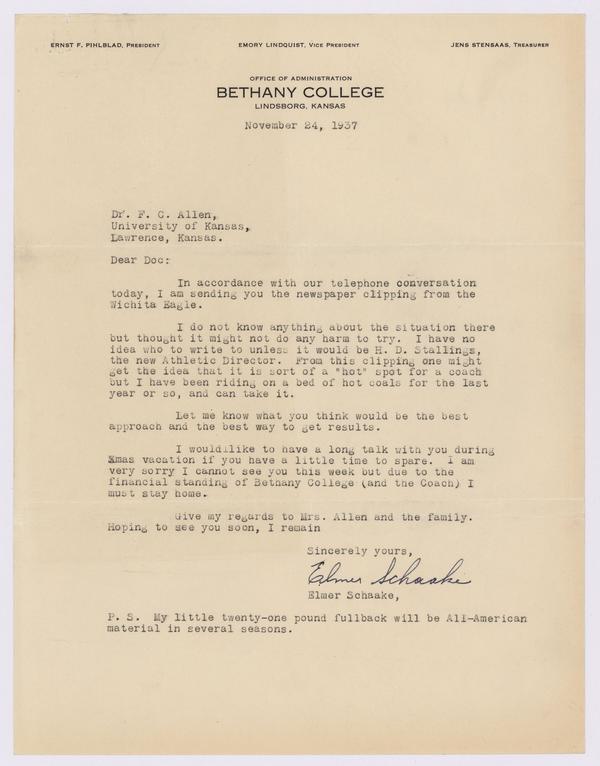 ERNST F. PIHLBLAD, PRESIDENT EMORY LINDQUIST, VICE PRESIDENT JENS STENSAAS, TREASURER
OFFICE OF ADMINISTRATION
BETHANY COLLEGE
LINDSBORG, KANSAS
November 24, 1937
Dr. F. C. Allen,
University of Kansas,
Lawrence, Kansas.
Dear Doc:
In accordance with our telephone conversation
today, I am sending you the newspaper clipping from the
Wichita Eagle.
I do not know anything about the situation there
but thought it might not do any harm to try. I have no
idea who to write to unless it would be H. D. Stallings,
the new Athletic Director. From this clipping one might
get the idea that it is sort of a "hot" spot for a coach
but I have been riding on a bed of hot coals for the last
year or so, and can take it.
Let me know what you think would be the best
approach and the best way to get results.
I would like to have a long talk with you during
Xmas vacation if you have a little time to spare. I am
very sorry I cannot see you this week but due to the
financial standing of Bethany College (and the Coach) I
must stay home.
Give my regards to Mrs. Allen and the family.
Hoping to see you soon, I remain
Sincerely yours,
Elmer Schaake
Elmer Schaake,
P. S. My little twenty-one pound fullback will be All-American
material in several seasons.